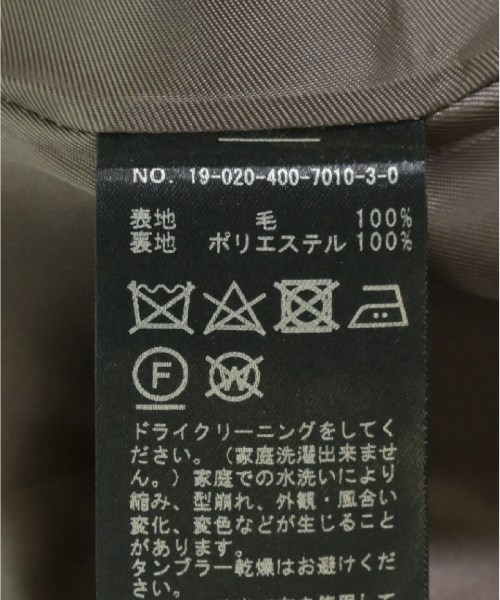 NO. 19-020-400-7010-3-0
表地 毛 100%
裏地 ポリエステル 100%
F W
ドライクリーニングをしてく
ださい。（家庭洗濯出来ませ
ん。）家庭での水洗いにより
縮み、型崩れ、外観・風合い
変化、変色などが生じること
があります。
タンブラー乾燥はお避けくだ
さい。